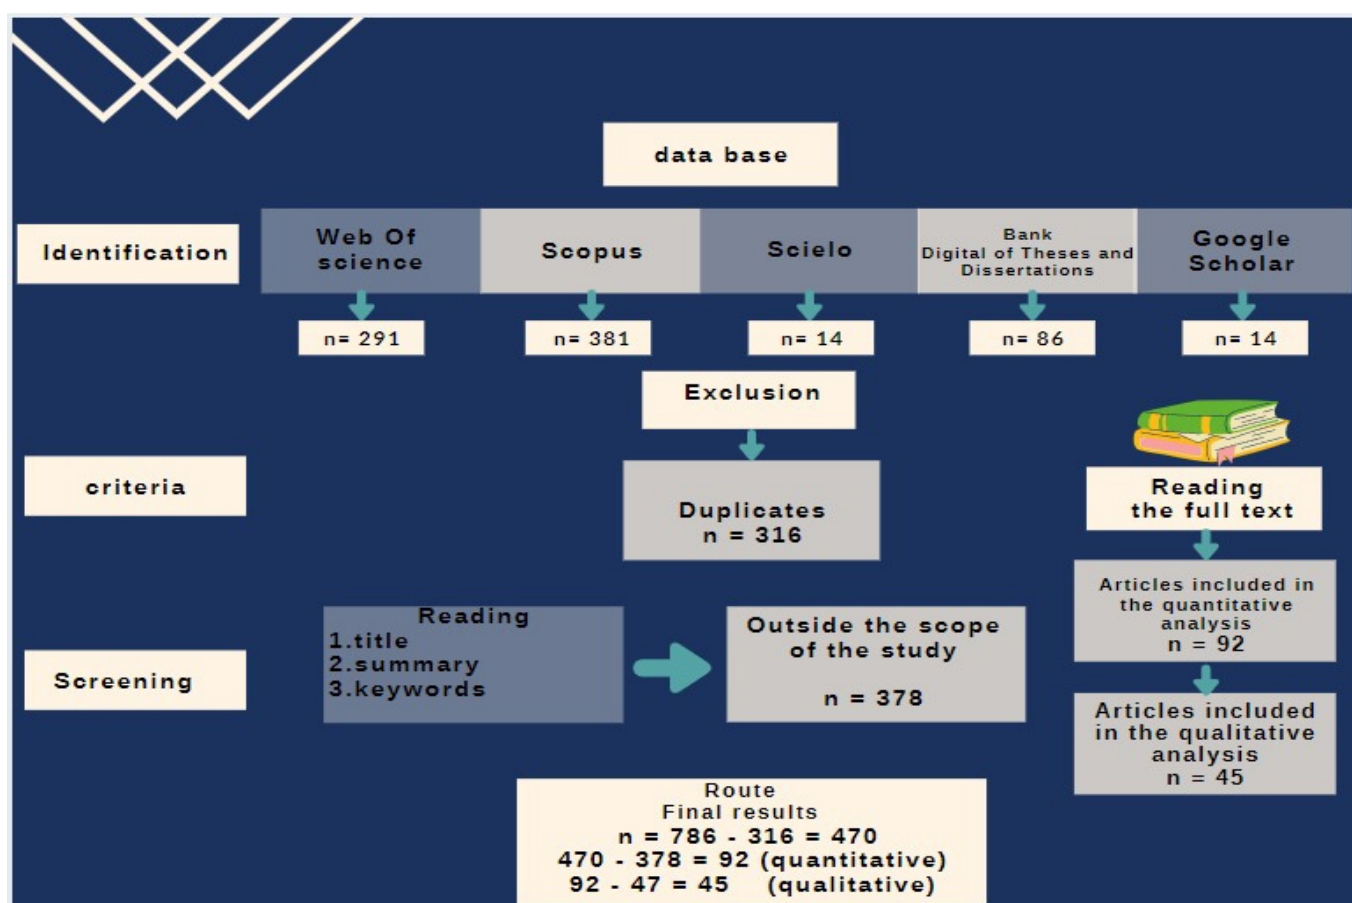 data base
Identification
Web Of
science
Scopus
Scielo
Bank
Digital of Theses and
Dissertations
Google
Scholar
n= 291
n= 381
n= 14
n= 86
n= 14
Exclusion
criteria
Duplicates
n = 316
Reading
the full text
Articles included in
the quantitative
analysis
n = 92
Screening
Reading
1.title
2.summary
3.keywords
Outside the scope
of the study
n = 378
Articles included
in the qualitative
analysis
n = 45
Route
Final results
n = 786 - 316 = 470
470 - 378 = 92 (quantitative)
92 - 47 = 45 (qualitative)